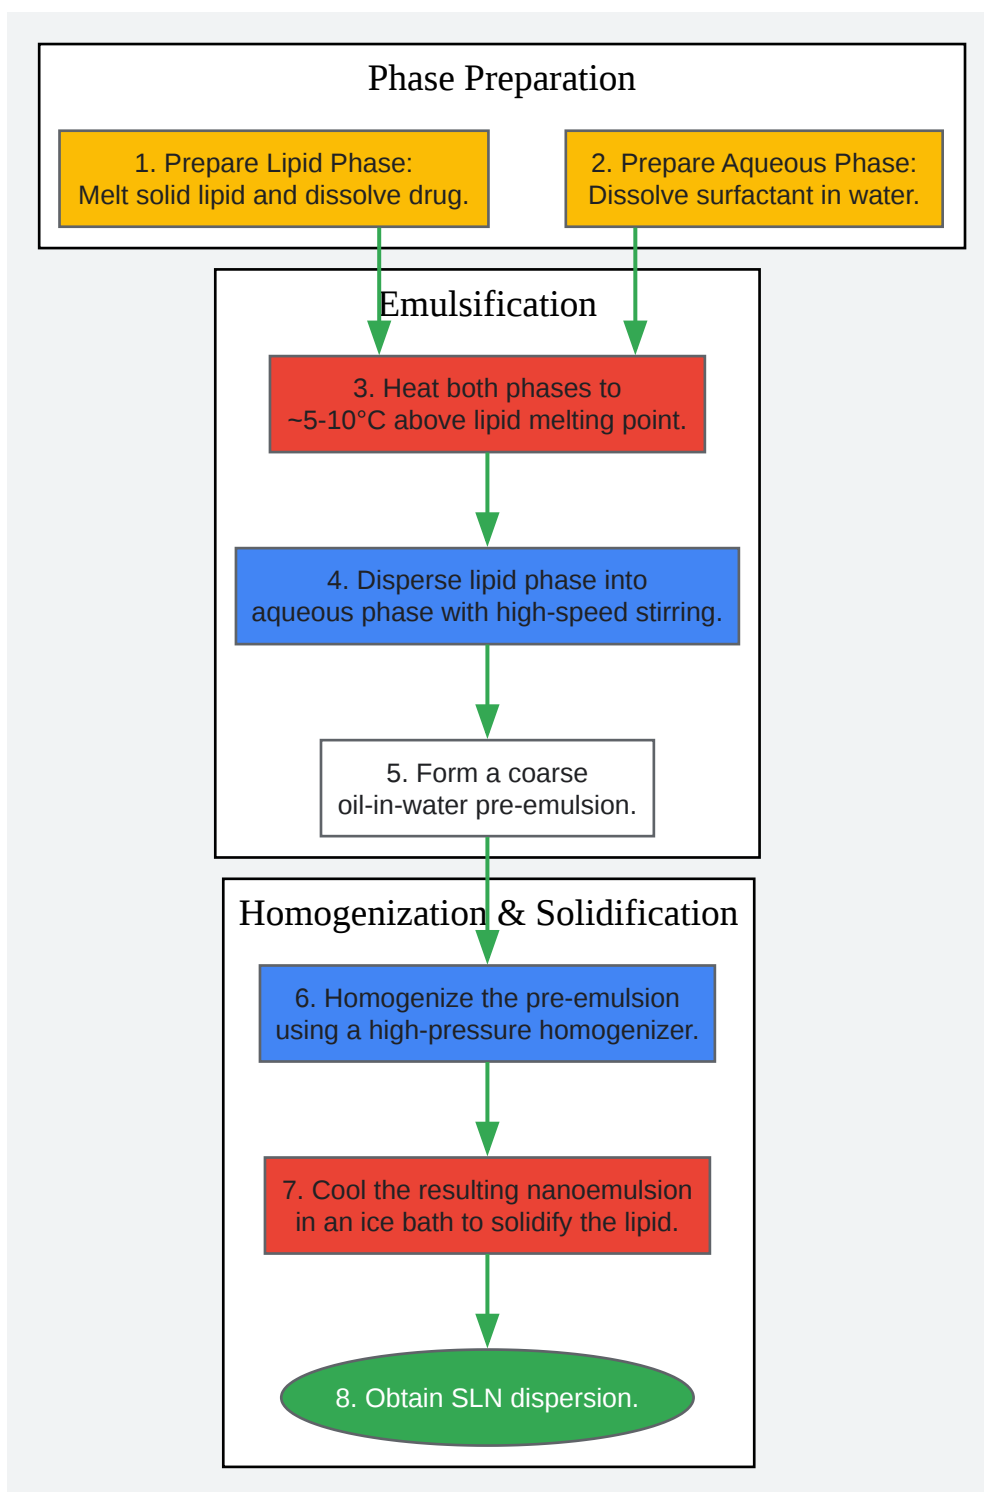 Phase Preparation
1. Prepare Lipid Phase:
Melt solid lipid and dissolve drug.
2. Prepare Aqueous Phase:
Dissolve surfactant in water.
Emulsification
3. Heat both phases to
~5-10°C above lipid melting point.
4. Disperse lipid phase into
aqueous phase with high-speed stirring.
5. Form a coarse
oil-in-water pre-emulsion.
Homogenization & Solidification
6. Homogenize the pre-emulsion
using a high-pressure homogenizer.
7. Cool the resulting nanoemulsion
in an ice bath to solidify the lipid.
8. Obtain SLN dispersion.